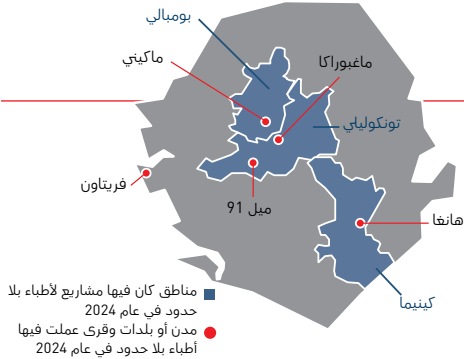 بومبالي
ماكيني
ماغبوراكا
تونكوليلي
فريتاون
ميل 91
هانغا
كينيما
مناطق كان فيها مشاريع لأطباء بلا
حدود في عام 2024
مدن أو بلدات وقرى عملت فيها
أطباء بلا حدود في عام 2024